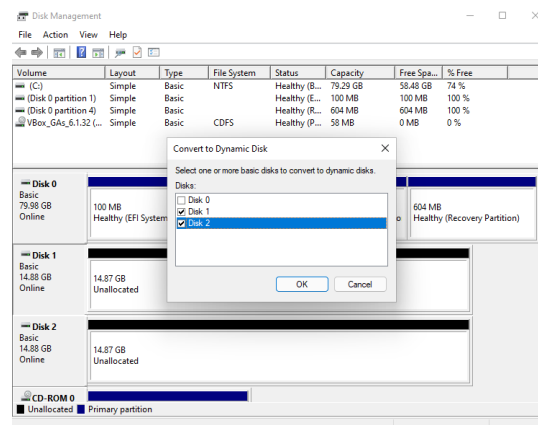 Disk Management
File Action View Help
Volume Layout Type File System Status Capacity Free Spa... % Free
(C:) Simple Basic NTFS Healthy (B... 79.29 GB 58.48 GB 74 %
(Disk 0 partition 1) Simple Basic Healthy (E... 100 MB 100 MB 100 %
(Disk 0 partition 4) Simple Basic Healthy (R... 604 MB 604 MB 100 %
VBox_GAs_6.1.32 (... Simple Basic CDFS Healthy (P... 58 MB 0 MB 0 %
Convert to Dynamic Disk
Select one or more basic disks to convert to dynamic disks.
Disks:
Disk 0
Disk 1
Disk 2
OK Cancel
Disk 0
Basic
79.98 GB
Online
100 MB
Healthy (EFI System
604 MB
Healthy (Recovery Partition)
Disk 1
Basic
14.88 GB
Online
14.87 GB
Unallocated
Disk 2
Basic
14.88 GB
Online
14.87 GB
Unallocated
CD-ROM 0
Unallocated Primary partition